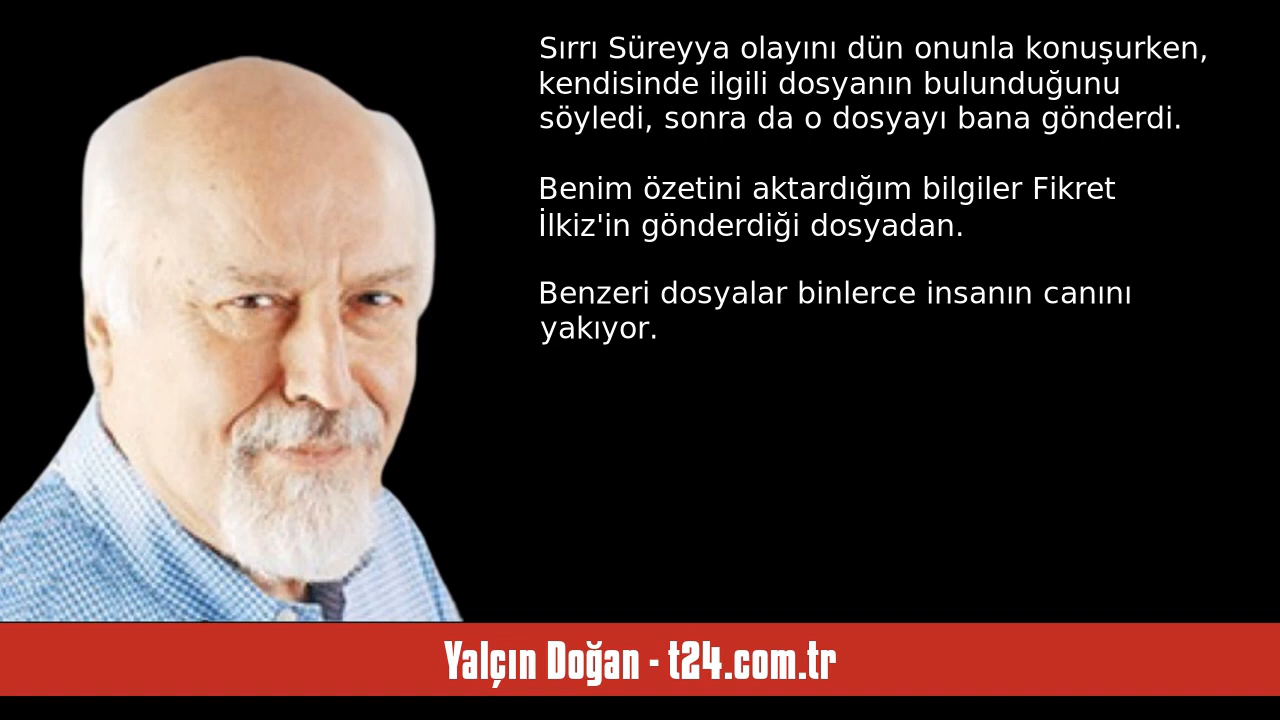 Sırrı Süreyya olayını dün onunla konuşurken,
kendisinde ilgili dosyanın bulunduğunu
söyledi, sonra da o dosyayı bana gönderdi.
Benim özetini aktardığım bilgiler Fikret
İlkiz'in gönderdiği dosyadan.
Benzeri dosyalar binlerce insanın canını
yakıyor.
Yalçın Doğan - t24.com.tr